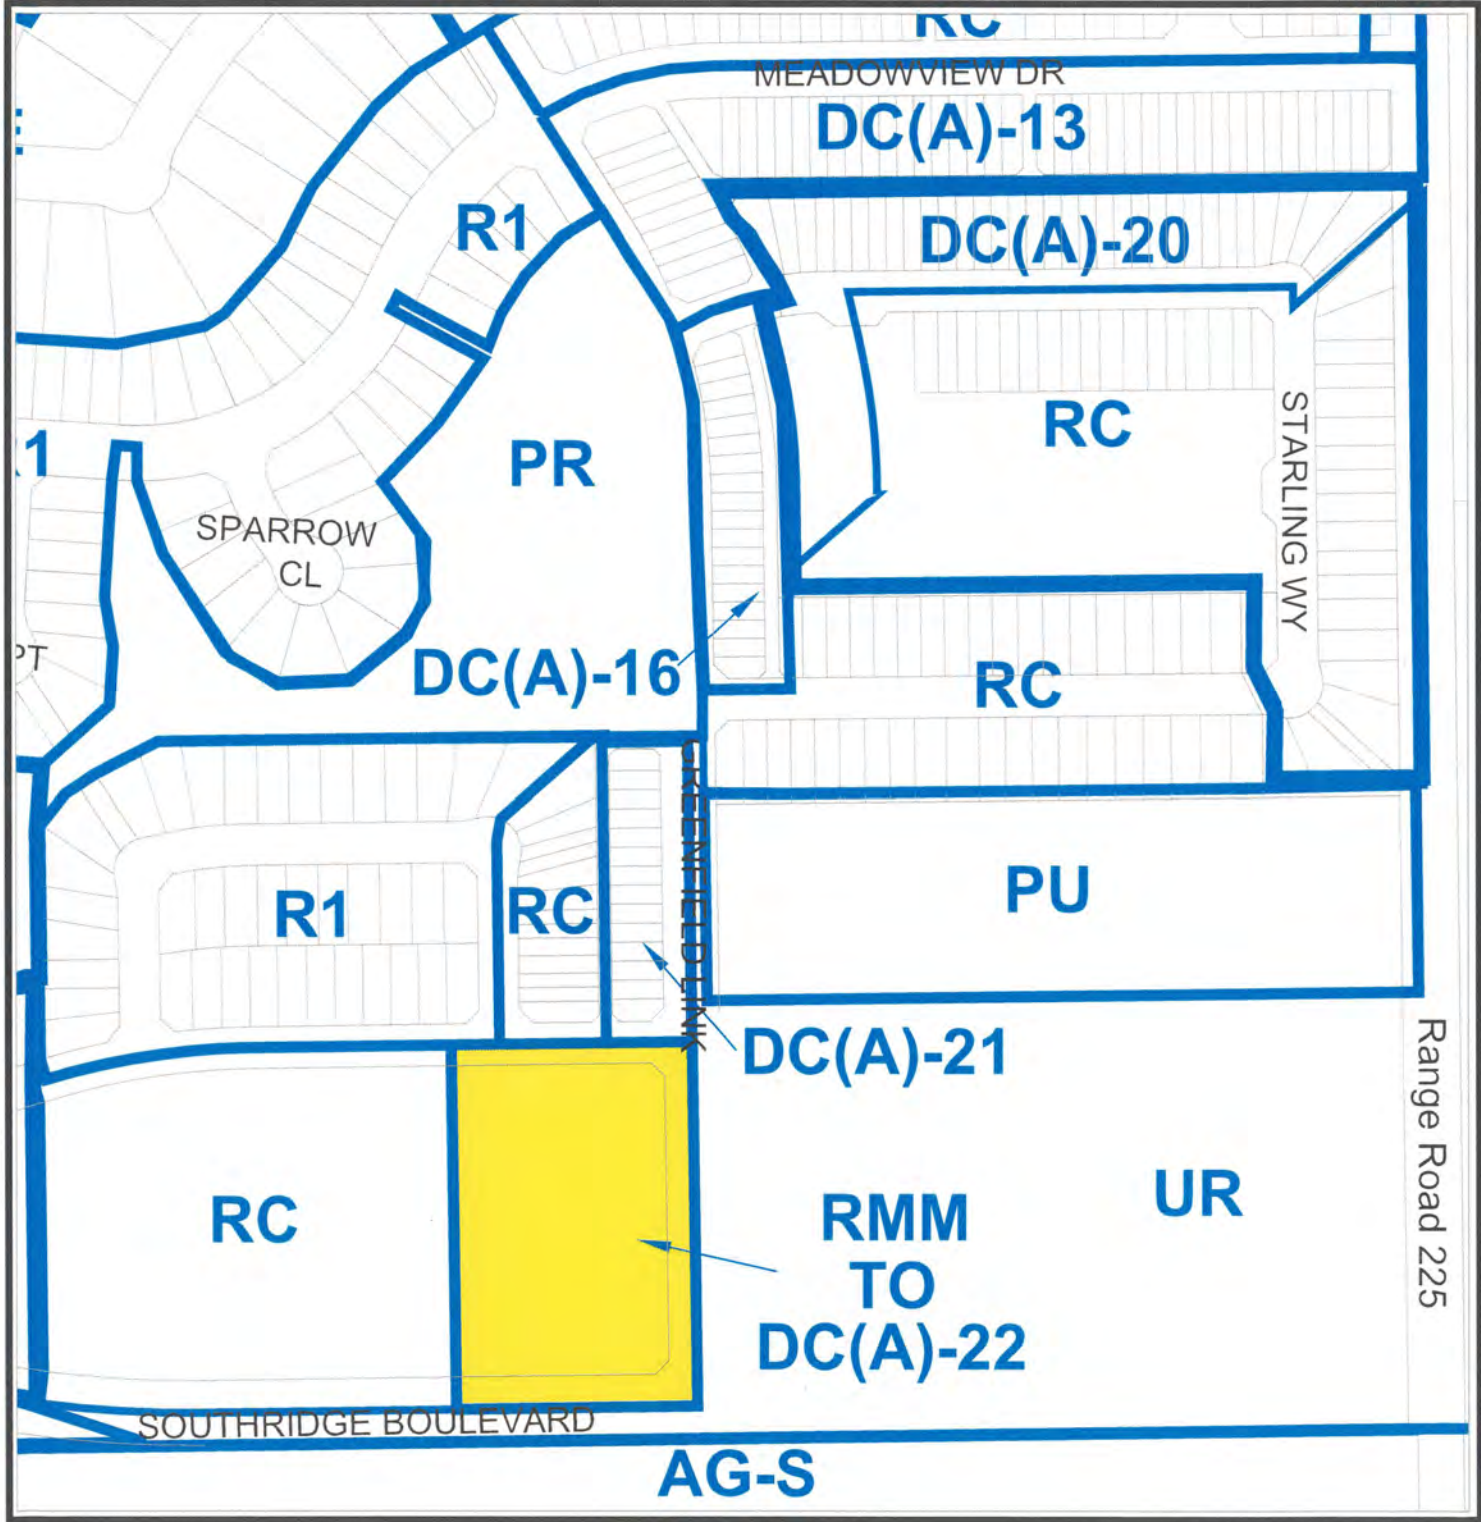 RC
MEADOWVIEW DR
DC(A)-13
R1
DC(A)-20
RC
STARLING WY
PR
SPARROW
CL
DC(A)-16
RC
GREENFIELD LINK
PU
R1
RC
DC(A)-21
Range Road 225
RC
RMM
TO
DC(A)-22
UR
SOUTHRIDGE BOULEVARD
AG-S